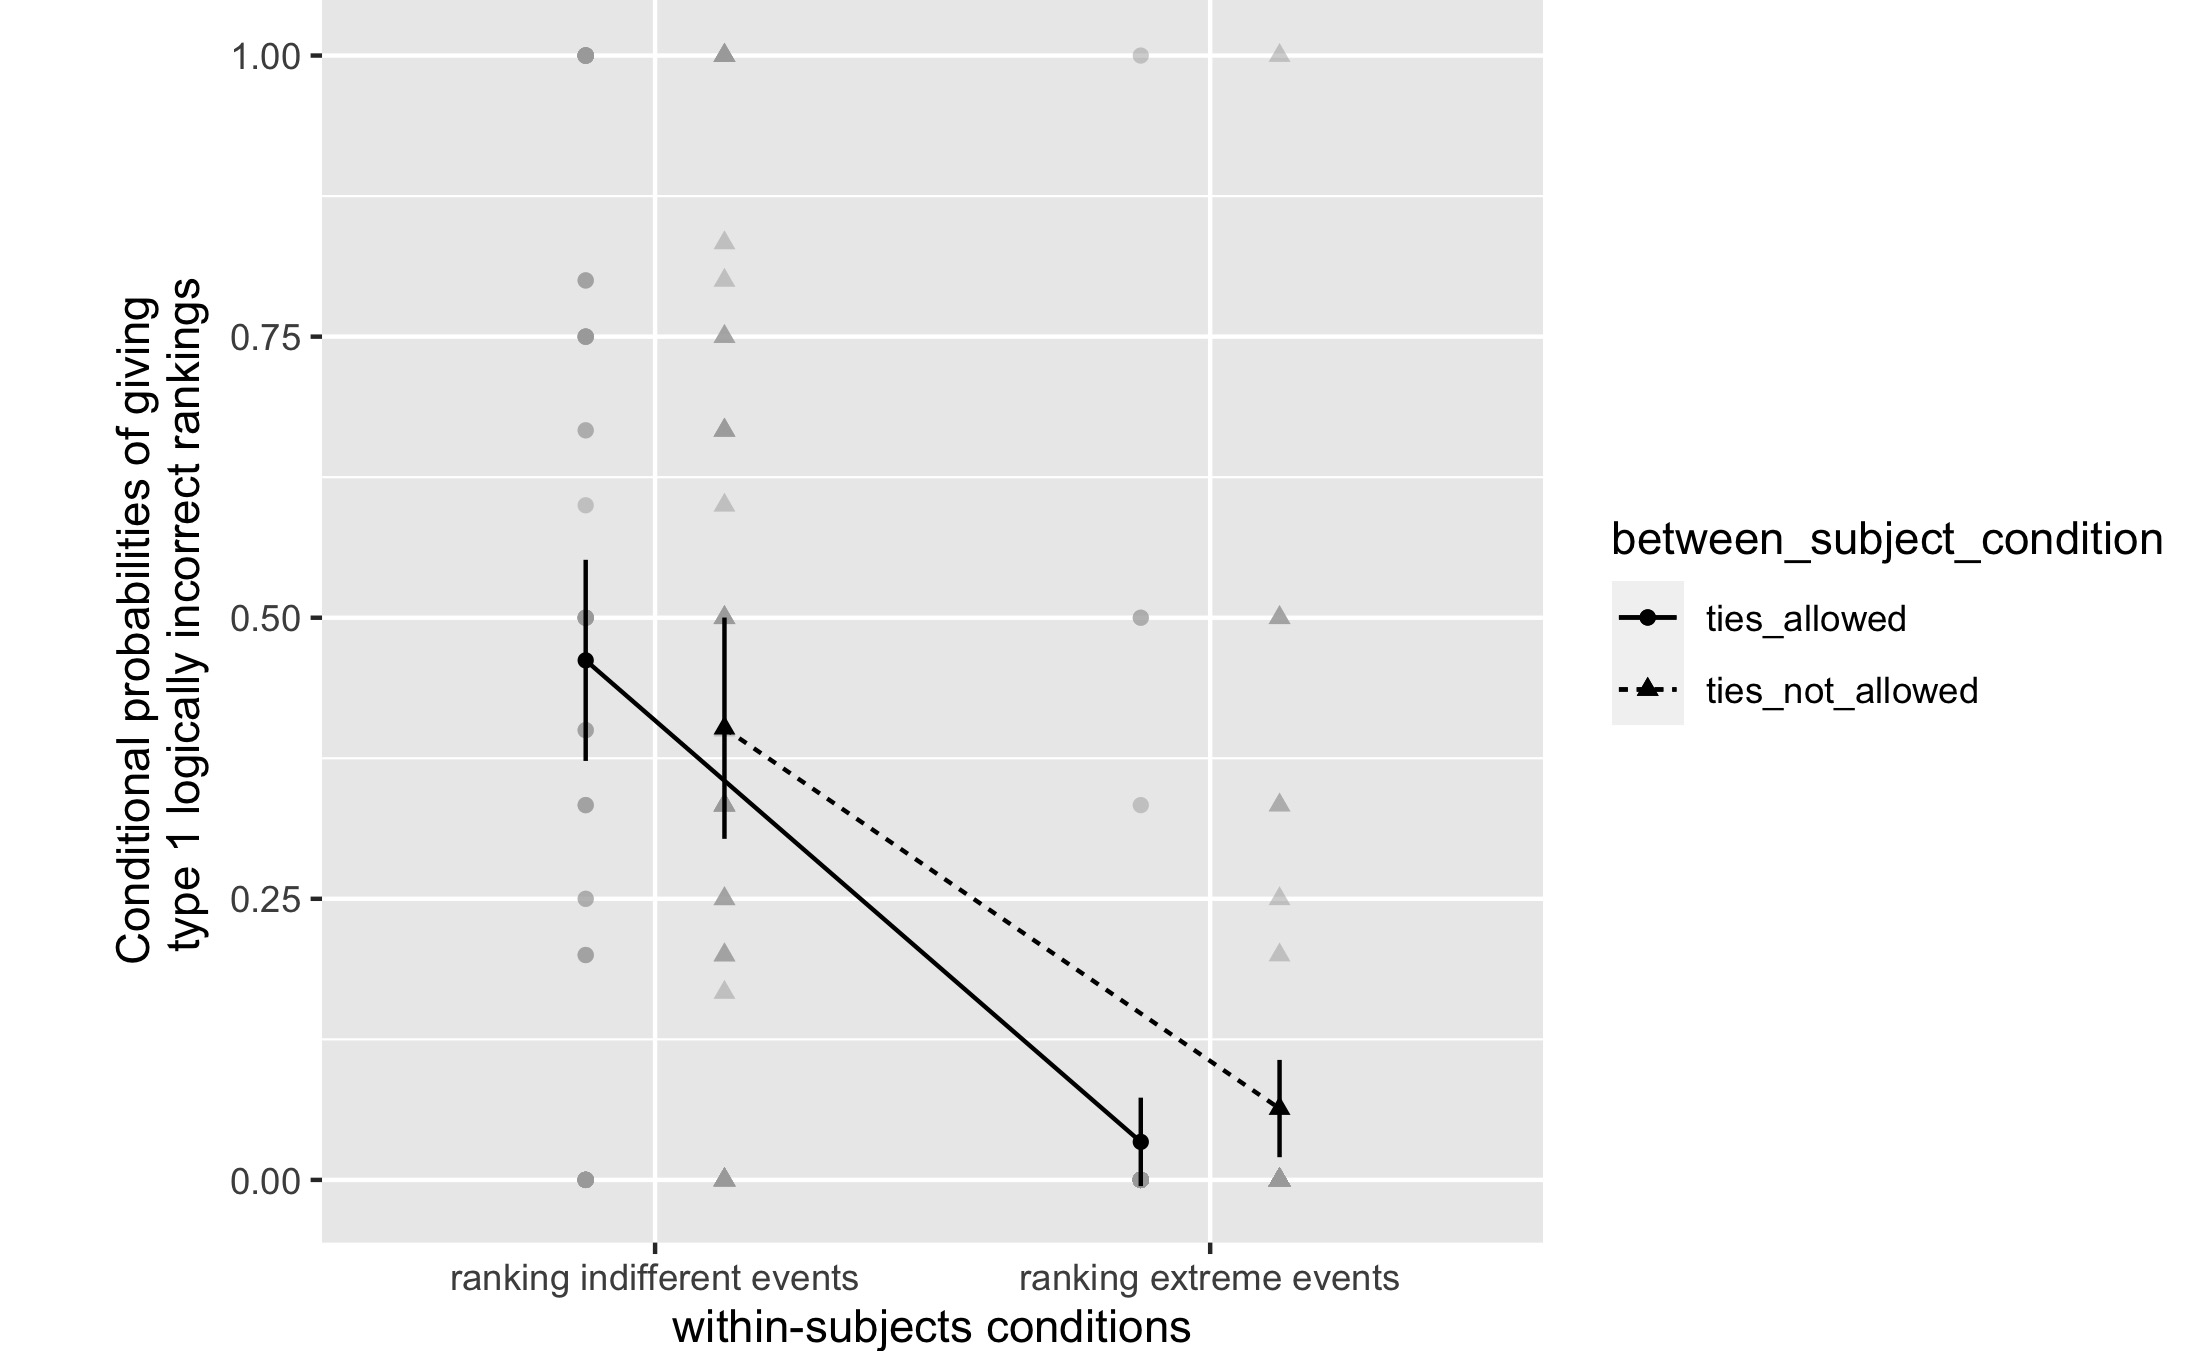 Conditional probabilities of giving
type 1 logically incorrect rankings
1.00
0.75
0.50
0.25
0.00
ranking indifferent events
ranking extreme events
within-subjects conditions
between_subject_condition
ties_allowed
ties_not_allowed